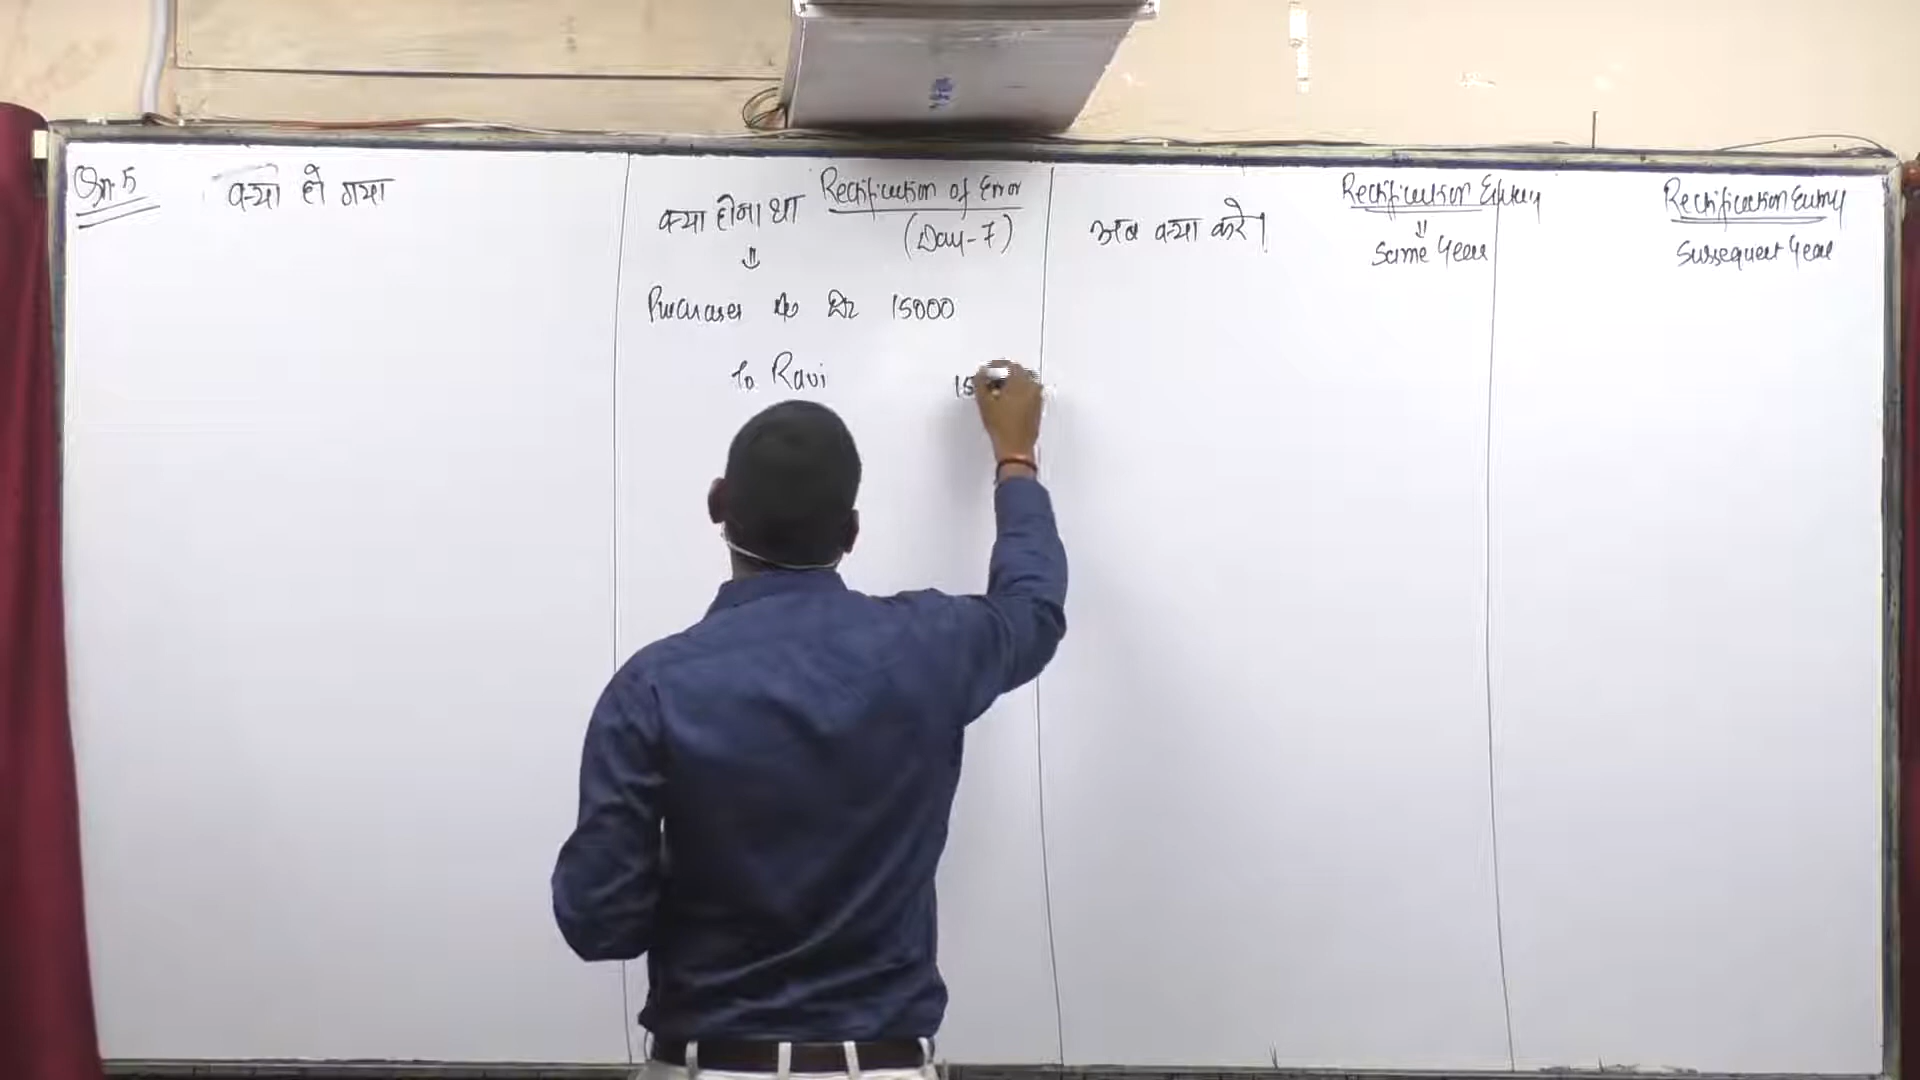 Qn 5
क्या हो गया
क्या होना था
Rectification of Error
(Day-7)
Purchases A/c Dr 15000
To Ravi 15
अब क्या करे।
Rectification Entry
Same Year
Rectification Entry
Subsequent Year